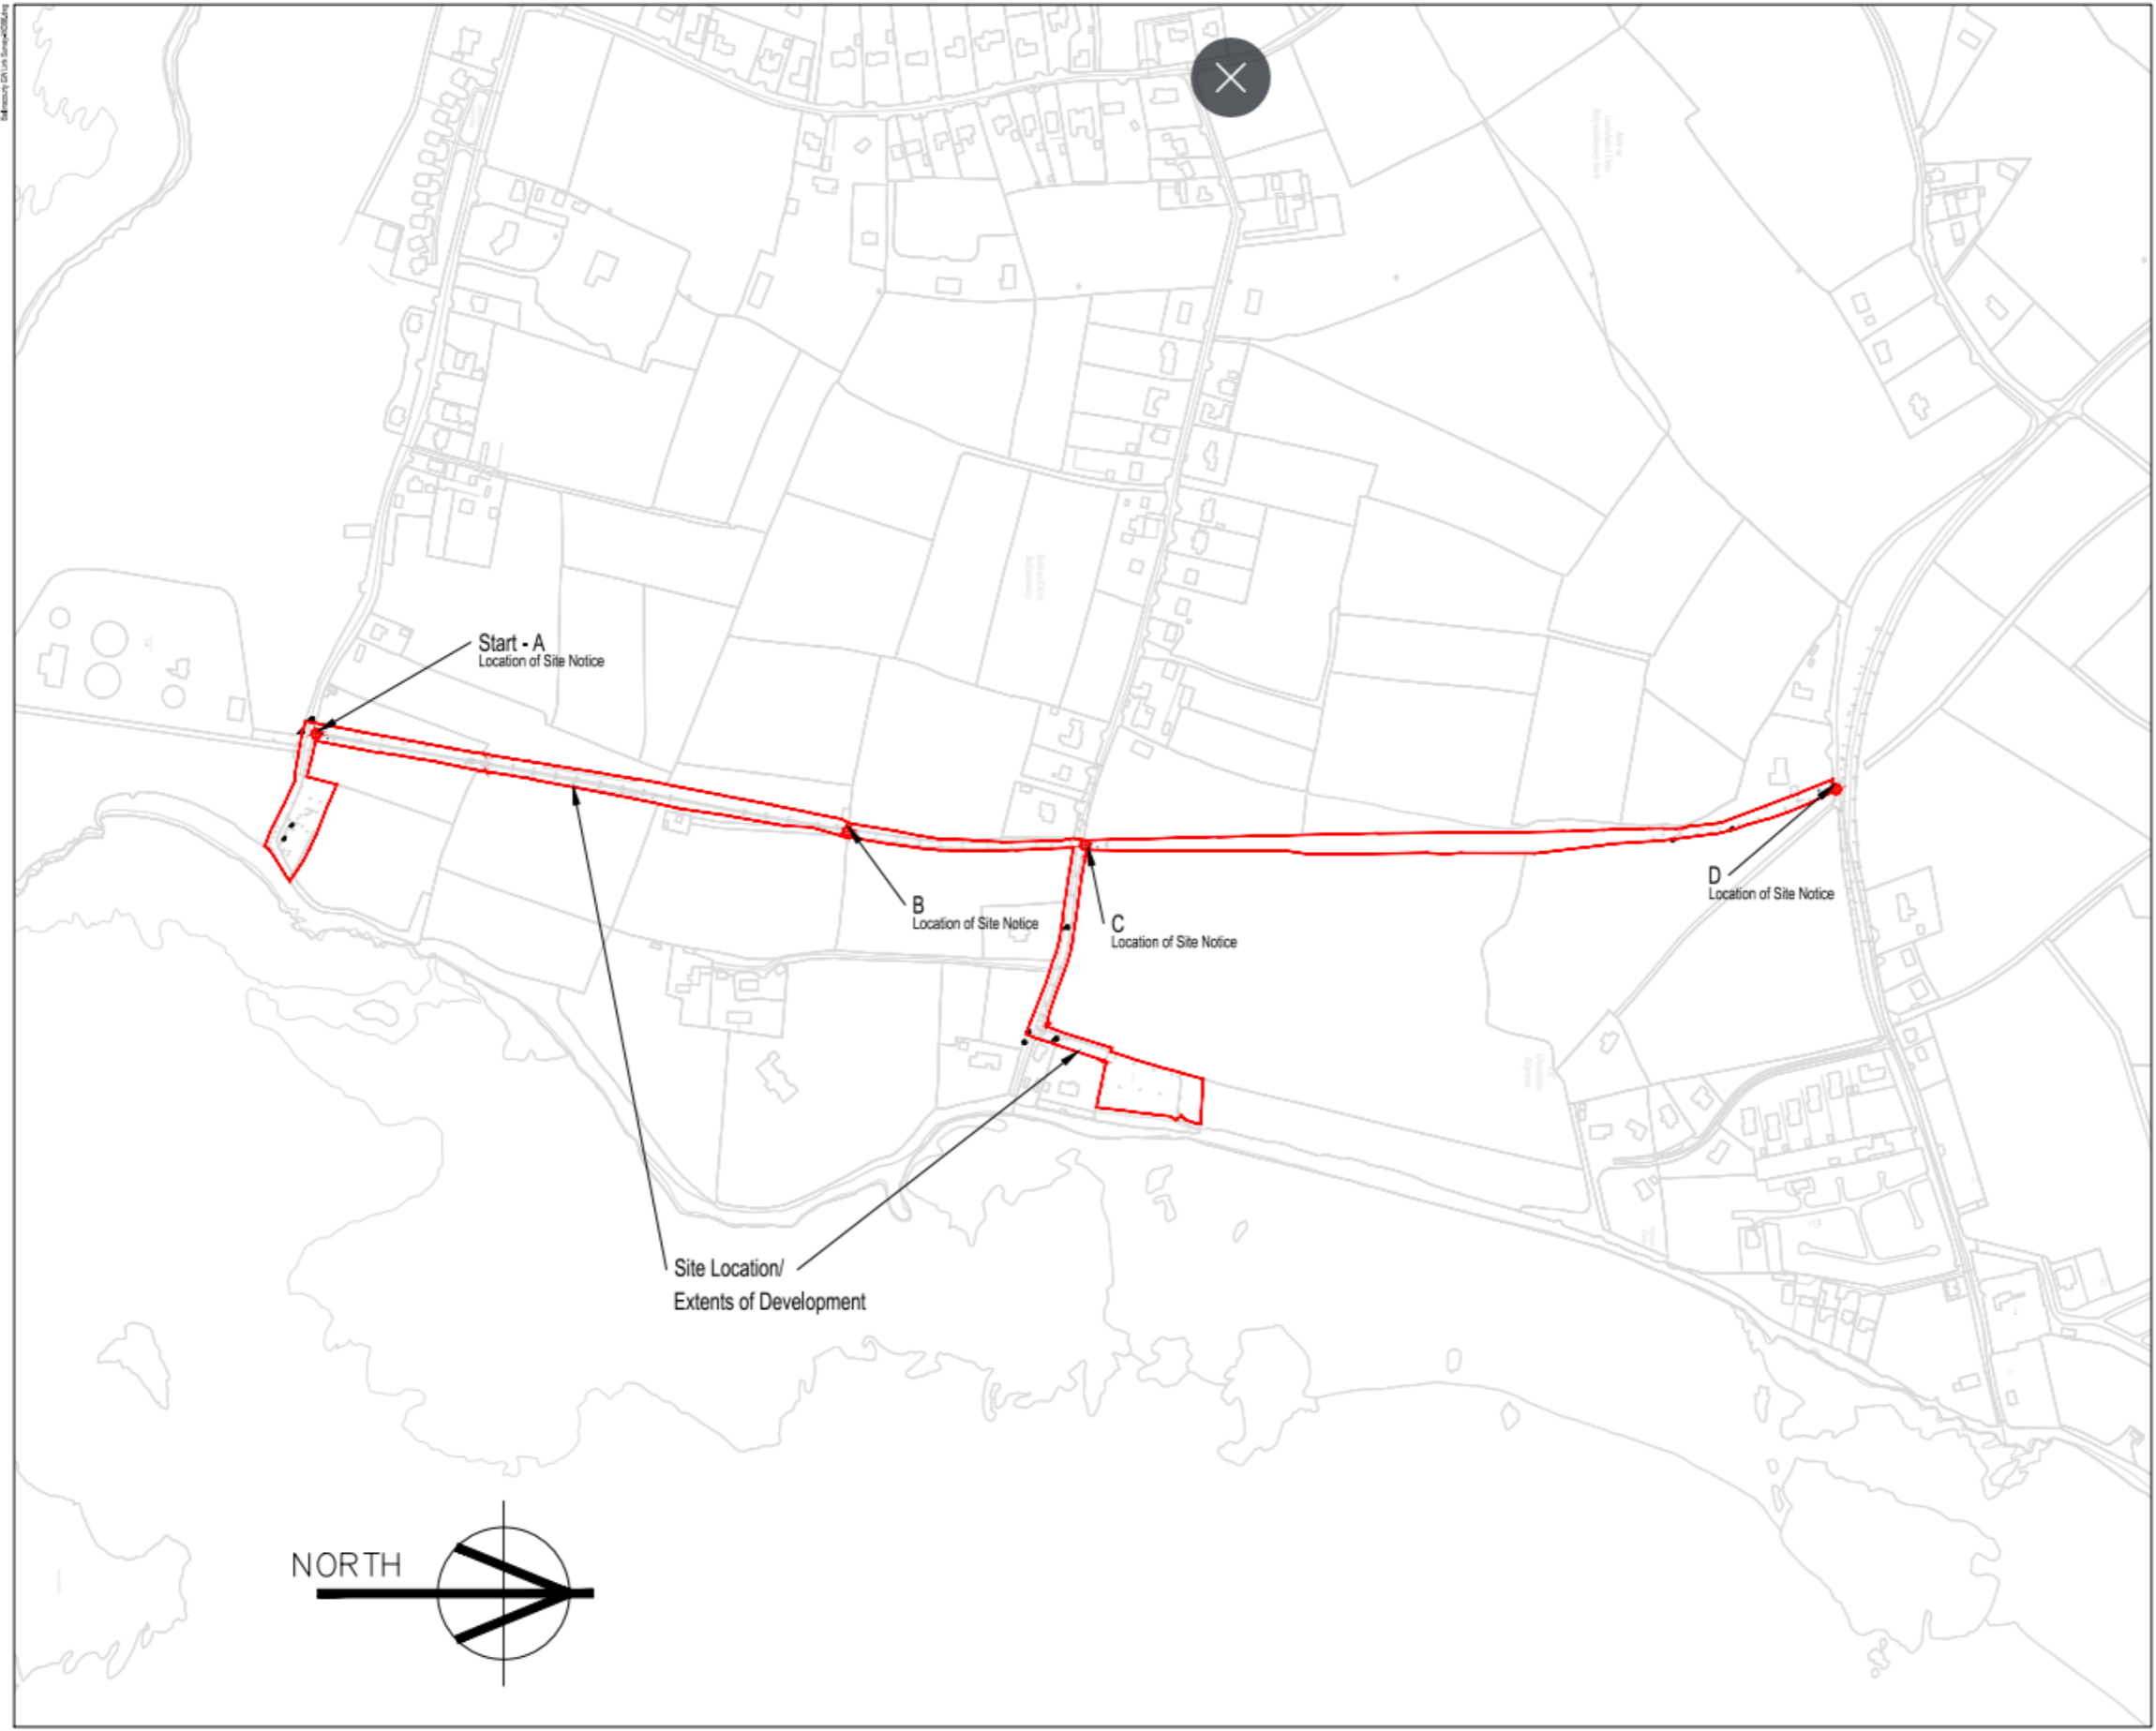 Start - A
Location of Site Notice
B
Location of Site Notice
C
Location of Site Notice
D
Location of Site Notice
Site Location/
Extents of Development
NORTH